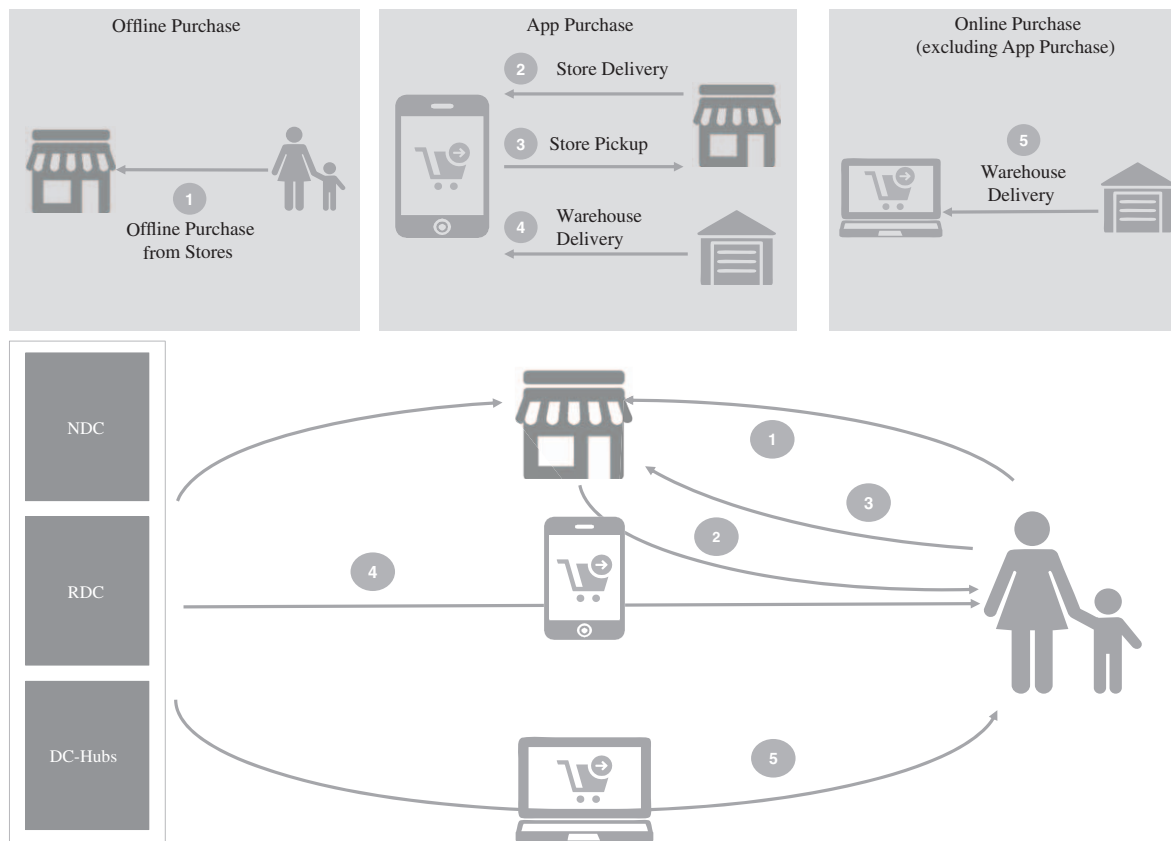 Offline Purchase
1
Offline Purchase
from Stores
App Purchase
2 Store Delivery
3 Store Pickup
4 Warehouse
Delivery
Online Purchase
(excluding App Purchase)
5
Warehouse
Delivery
NDC
RDC
DC-Hubs
1
3
2
4
5